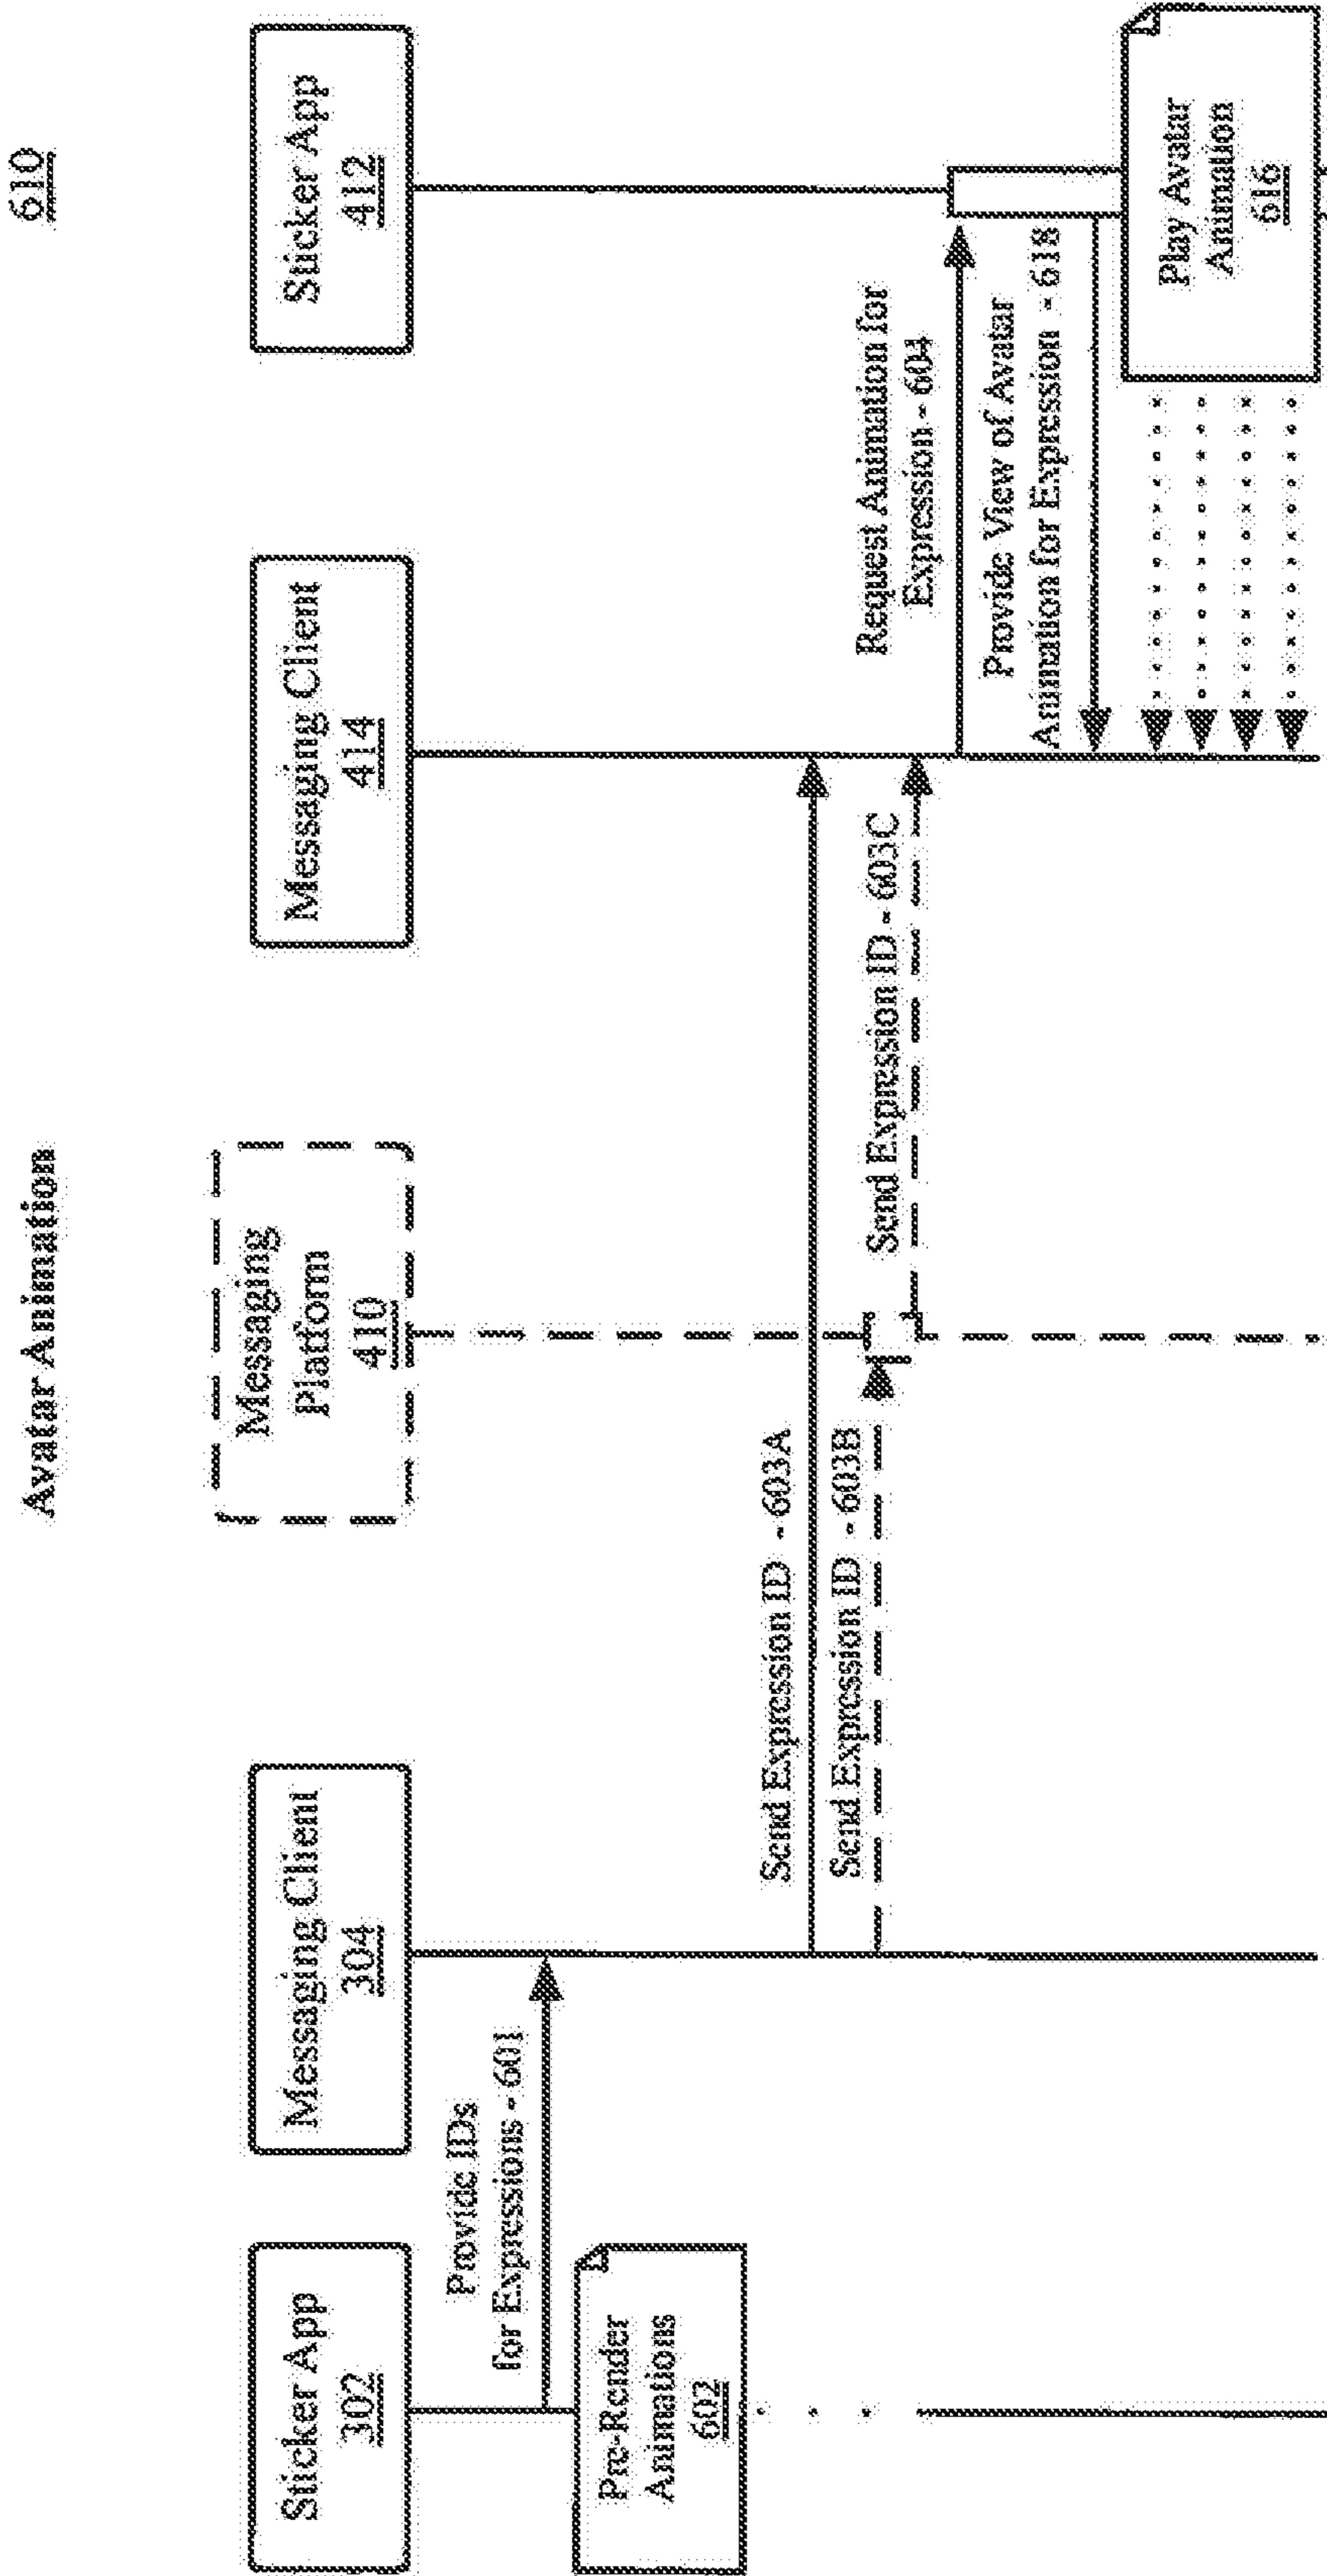 Avatar Animation
610
Sticker App
302
Messaging Client
304
Messaging
Platform
410
Messaging Client
414
Sticker App
412
Provide IDs
for Expressions - 601
Pre-Render
Animations
602
Send Expression ID - 603A
Send Expression ID - 603B
Send Expression ID - 603C
Request Animation for
Expression - 604
Provide View of Avatar
Animation for Expression - 618
Play Avatar
Animation
616